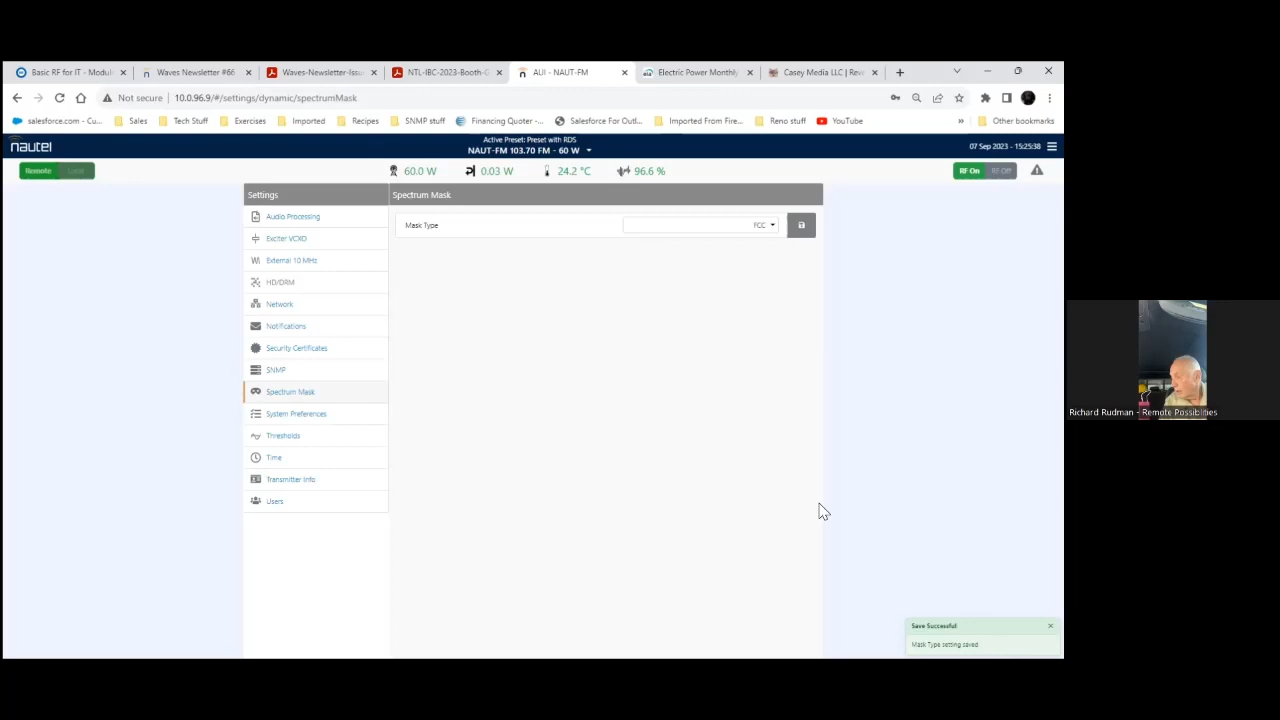 Basic RF for IT - Modul
Waves Newsletter #66
Waves-Newsletter-Issu
NTL-IBC-2023-Booth-G
AUI - NAUT-FM
Electric Power Monthly
Casey Media LLC | Reve
Not secure
10.0.96.9/#/settings/dynamic/spectrumMask
salesforce.com - Cu...
Sales
Tech Stuff
Exercises
Imported
Recipes
SNMP stuff
Financing Quoter -...
Salesforce For Outl...
Imported From Fire...
Reno stuff
YouTube
»
Other bookmarks
nautel
Active Preset: Preset with RDS
NAUT-FM 103.70 FM - 60 W
07 Sep 2023 - 15:25:38
Remote
Local
60.0 W
0.03 W
24.2 °C
96.6 %
RF On
RF Off
Settings
Spectrum Mask
Audio Processing
Mask Type
FCC
Exciter VCXO
External 10 MHz
HD/DRM
Network
Notifications
Security Certificates
SNMP
Spectrum Mask
System Preferences
Thresholds
Time
Transmitter Info
Users
Richard Rudman - Remote Possiblities
Save Successful
Mask Type setting saved